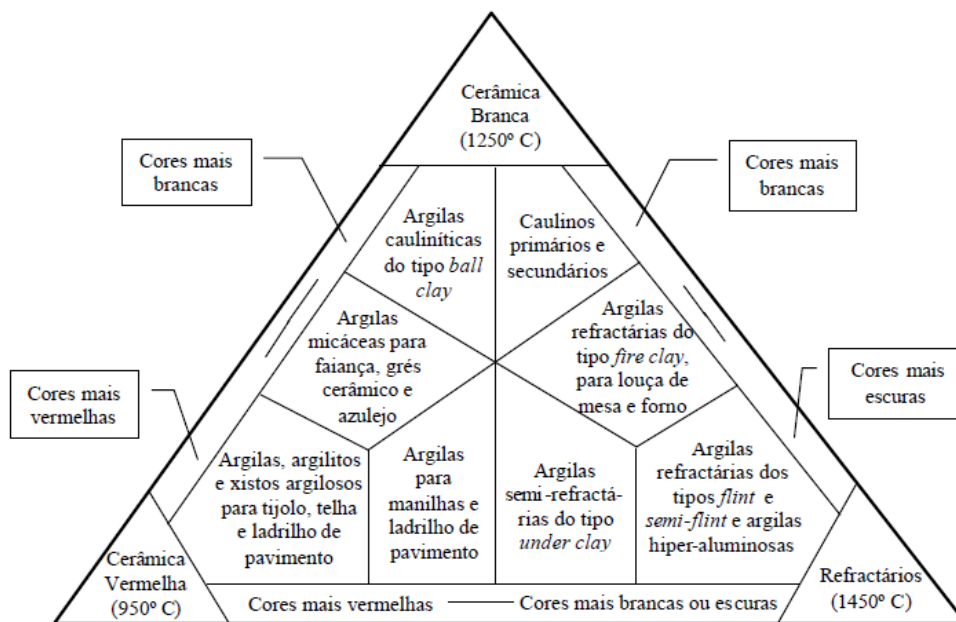 Cerâmica
Branca
(1250º C)
Cores mais
brancas
Cores mais
brancas
Argilas
cauliníticas
do tipo ball
clay
Caulinos
primários e
secundários
Argilas
micáceas para
faiança, grés
cerâmico e
azulejo
Argilas
refractárias do
tipo fire clay,
para louça de
mesa e forno
Cores mais
vermelhas
Cores mais
escuras
Argilas, argilitos
e xistos argilosos
para tijolo, telha
e ladrilho de
pavimento
Argilas
para
manilhas e
ladrilho de
pavimento
Argilas
semi-refractá-
rias do tipo
under clay
Argilas
refractárias dos
tipos flint e
semi-flint e argilas
hiper-aluminosas
Cerâmica
Vermelha
(950º C)
Refractários
(1450º C)
Cores mais vermelhas
Cores mais brancas ou escuras